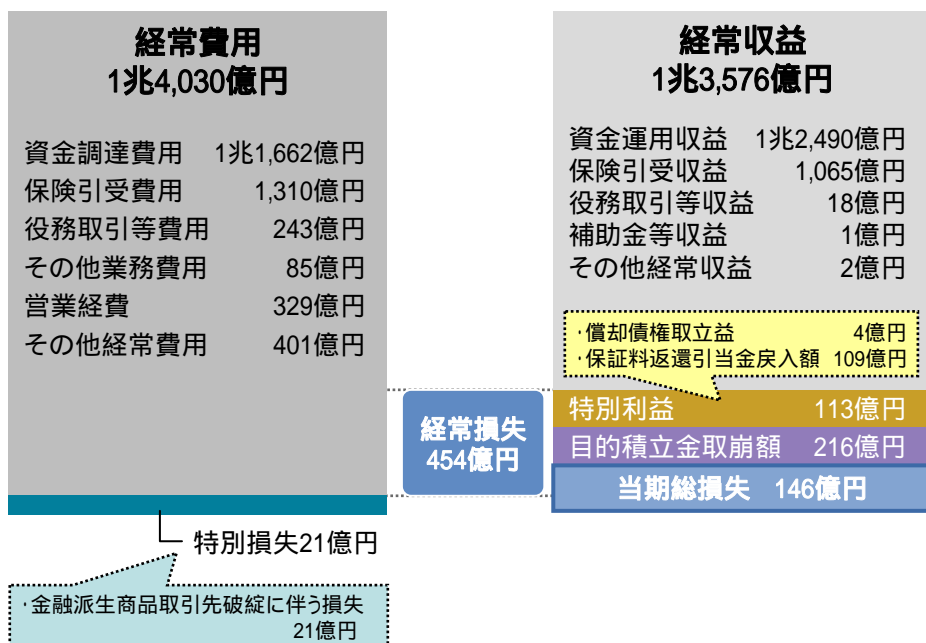 経常費用
1兆4,030億円
資金調達費用 1兆1,662億円
保険引受費用 1,310億円
役務取引等費用 243億円
その他業務費用 85億円
営業経費 329億円
その他経常費用 401億円
特別損失21億円
・金融派生商品取引先破綻に伴う損失
21億円
経常損失
454億円
経常収益
1兆3,576億円
資金運用収益 1兆2,490億円
保険引受収益 1,065億円
役務取引等収益 18億円
補助金等収益 1億円
その他経常収益 2億円
・償却債権取立益 4億円
・保証料返還引当金戻入額 109億円
特別利益 113億円
目的積立金取崩額 216億円
当期総損失 146億円